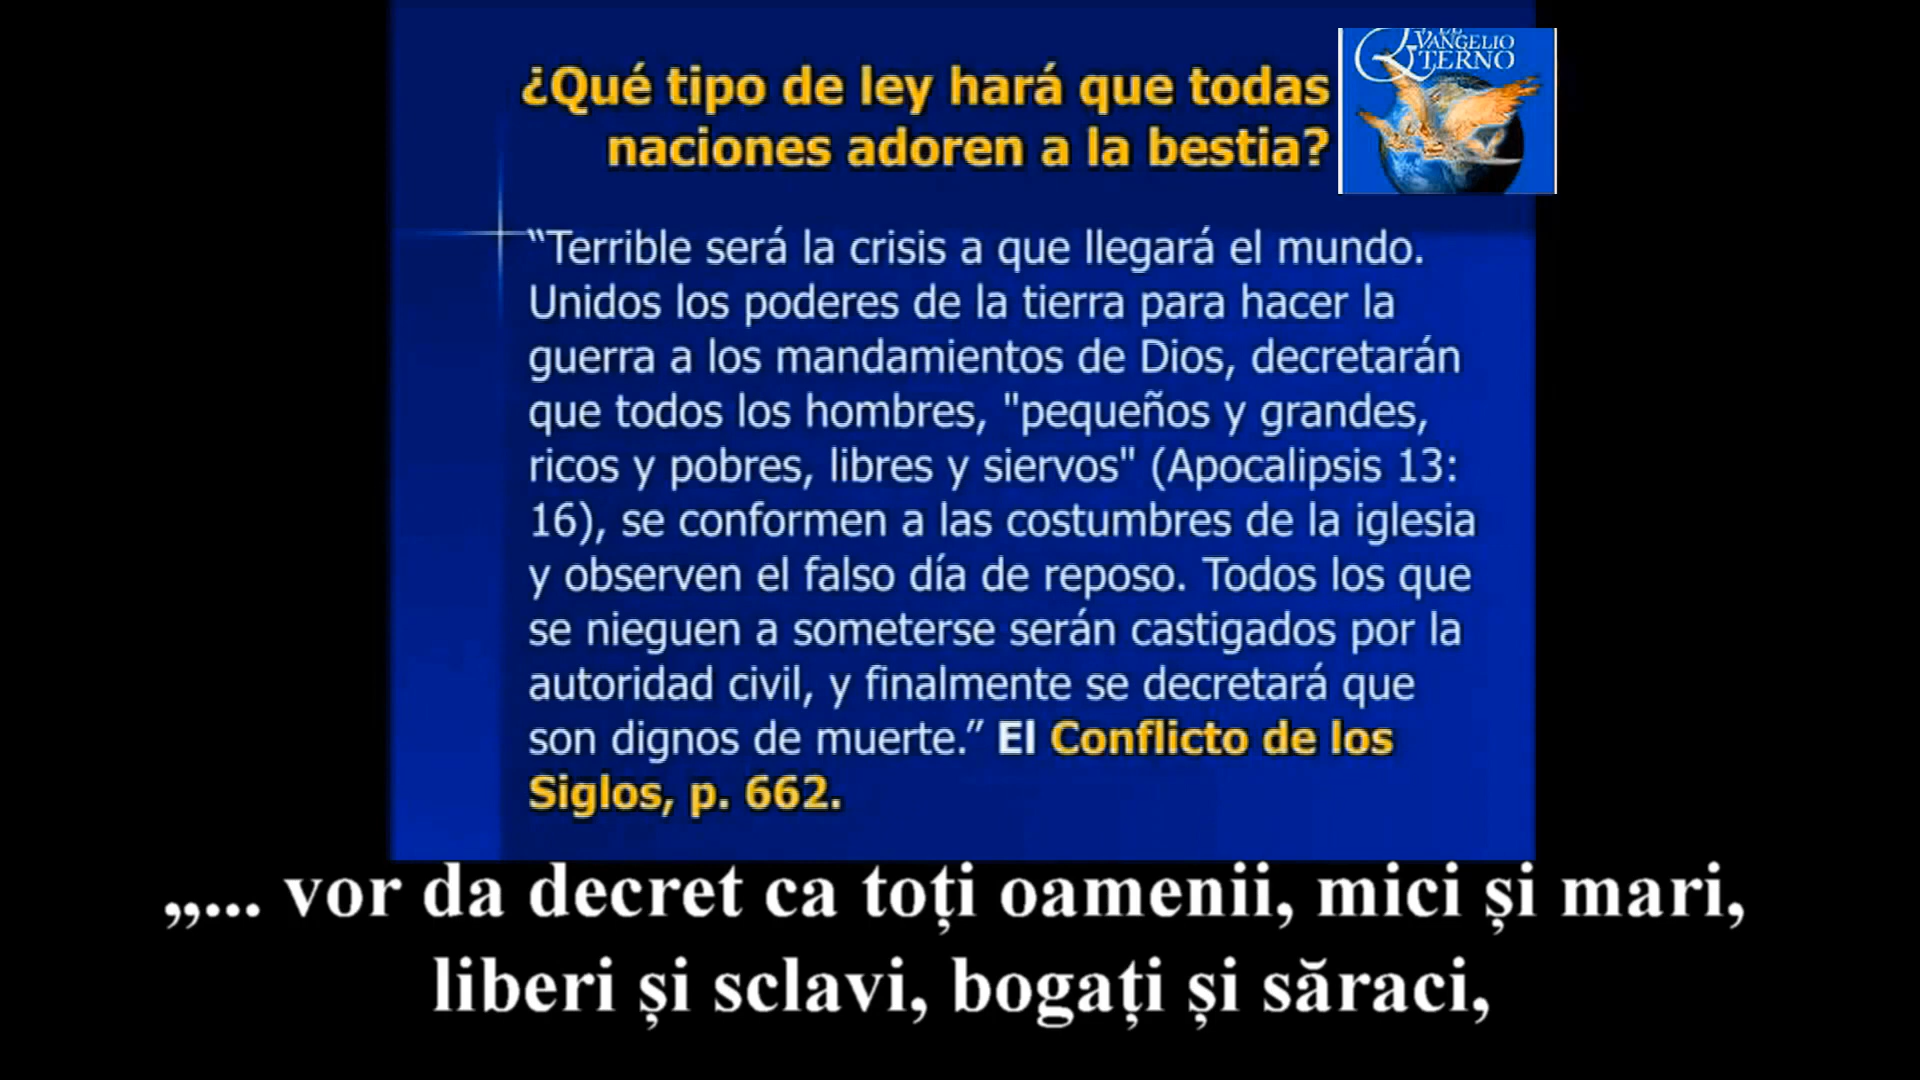 ¿Qué tipo de ley hará que todas
naciones adoren a la bestia?
VANGELIO
TERNO
“Terrible será la crisis a que llegará el mundo.
Unidos los poderes de la tierra para hacer la
guerra a los mandamientos de Dios, decretarán
que todos los hombres, "pequeños y grandes,
ricos y pobres, libres y siervos" (Apocalipsis 13:
16), se conformen a las costumbres de la iglesia
y observen el falso día de reposo. Todos los que
se nieguen a someterse serán castigados por la
autoridad civil, y finalmente se decretará que
son dignos de muerte.” El Conflicto de los
Siglos, p. 662.
„... vor da decret ca toți oamenii, mici și mari,
liberi și sclavi, bogați și săraci,